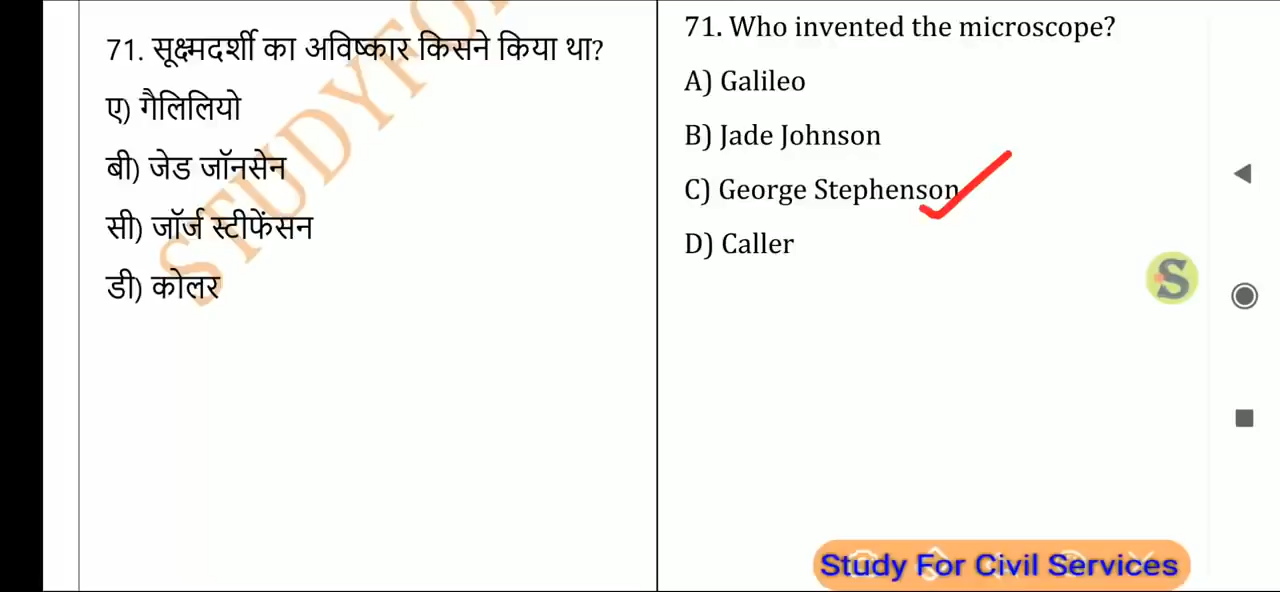 71. सूक्ष्मदर्शी का अविष्कार किसने किया था?
ए) गैलिलियो
बी) जेड जॉनसेन
सी) जॉर्ज स्टीफेंसन
डी) कोलर
STUDYFO
71. Who invented the microscope?
A) Galileo
B) Jade Johnson
C) George Stephenson
D) Caller
S
Study For Civil Services